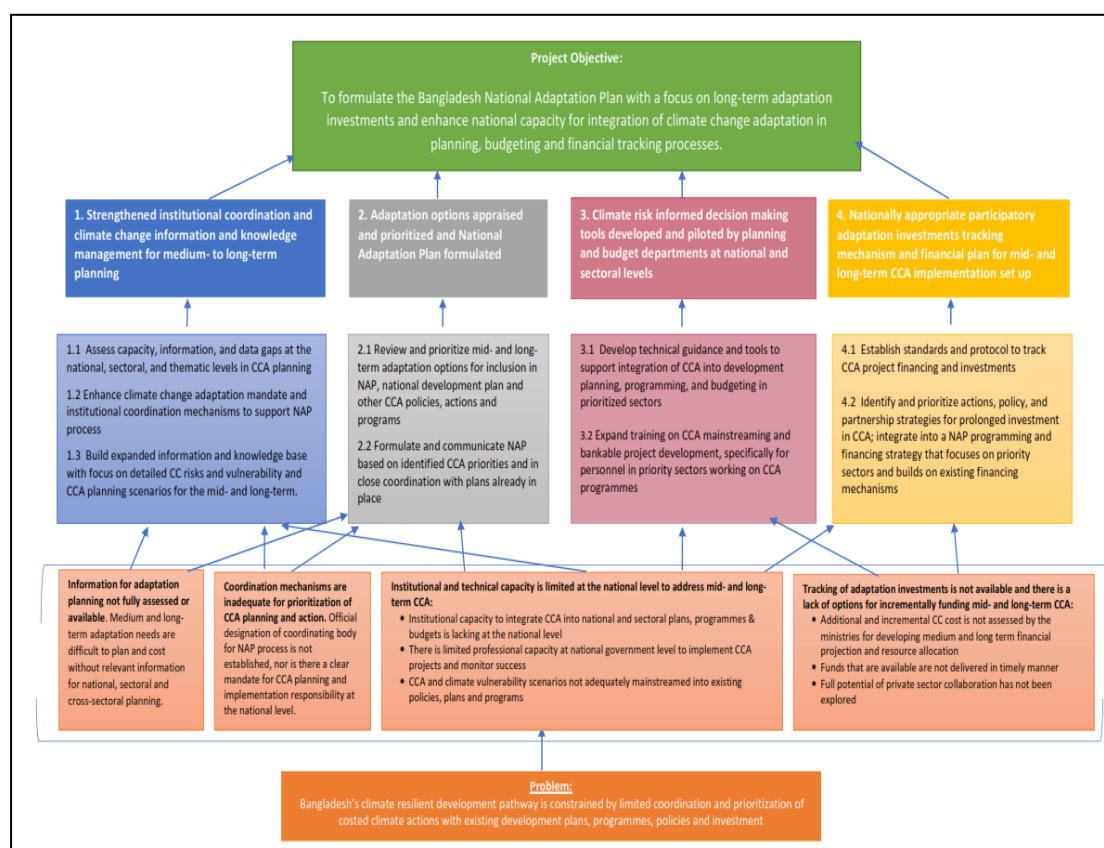 Project Objective:
To formulate the Bangladesh National Adaptation Plan with a focus on long-term adaptation
investments and enhance national capacity for integration of climate change adaptation in
planning, budgeting and financial tracking processes.
1. Strengthened institutional coordination and
climate change information and knowledge
management for medium- to long-term
planning
2. Adaptation options appraised
and prioritized and National
Adaptation Plan formulated
3. Climate risk informed decision making
tools developed and piloted by planning
and budget departments at national and
sectoral levels
4. Nationally appropriate participatory
adaptation investments tracking
mechanism and financial plan for mid- and
long-term CCA implementation set up
1.1 Assess capacity, information, and data gaps at the
national, sectoral, and thematic levels in CCA planning
1.2 Enhance climate change adaptation mandate and
institutional coordination mechanisms to support NAP
process
1.3 Build expanded information and knowledge base
with focus on detailed CC risks and vulnerability and
CCA planning scenarios for the mid- and long-term.
2.1 Review and prioritize mid- and long-
term adaptation options for inclusion in
NAP, national development plan and
other CCA policies, actions and
programs
2.2 Formulate and communicate NAP
based on identified CCA priorities and in
close coordination with plans already in
place
3.1 Develop technical guidance and tools to
support integration of CCA into development
planning, programming, and budgeting in
prioritized sectors
3.2 Expand training on CCA mainstreaming and
bankable project development, specifically for
personnel in priority sectors working on CCA
programmes
4.1 Establish standards and protocol to track
CCA project financing and investments
4.2 Identify and prioritize actions, policy, and
partnership strategies for prolonged investment
in CCA; integrate into a NAP programming and
financing strategy that focuses on priority
sectors and builds on existing financing
mechanisms
Information for adaptation
planning not fully assessed or
available. Medium and long-
term adaptation needs are
difficult to plan and cost
without relevant information
for national, sectoral and
cross-sectoral planning.
Coordination mechanisms are
inadequate for prioritization of
CCA planning and action. Official
designation of coordinating body
for NAP process is not
established, nor is there a clear
mandate for CCA planning and
implementation responsibility at
the national level.
Institutional and technical capacity is limited at the national level to address mid- and long-
term CCA:
• Institutional capacity to integrate CCA into national and sectoral plans, programmes &
budgets is lacking at the national level
• There is limited professional capacity at national government level to implement CCA
projects and monitor success
• CCA and climate vulnerability scenarios not adequately mainstreamed into existing
policies, plans and programs
Tracking of adaptation investments is not available and there is a
lack of options for incrementally funding mid- and long-term CCA:
• Additional and incremental CC cost is not assessed by the
ministries for developing medium and long term financial
projection and resource allocation
• Funds that are available are not delivered in timely manner
• Full potential of private sector collaboration has not been
explored
Problem:
Bangladesh's climate resilient development pathway is constrained by limited coordination and prioritization of
costed climate actions with existing development plans, programmes, policies and investment